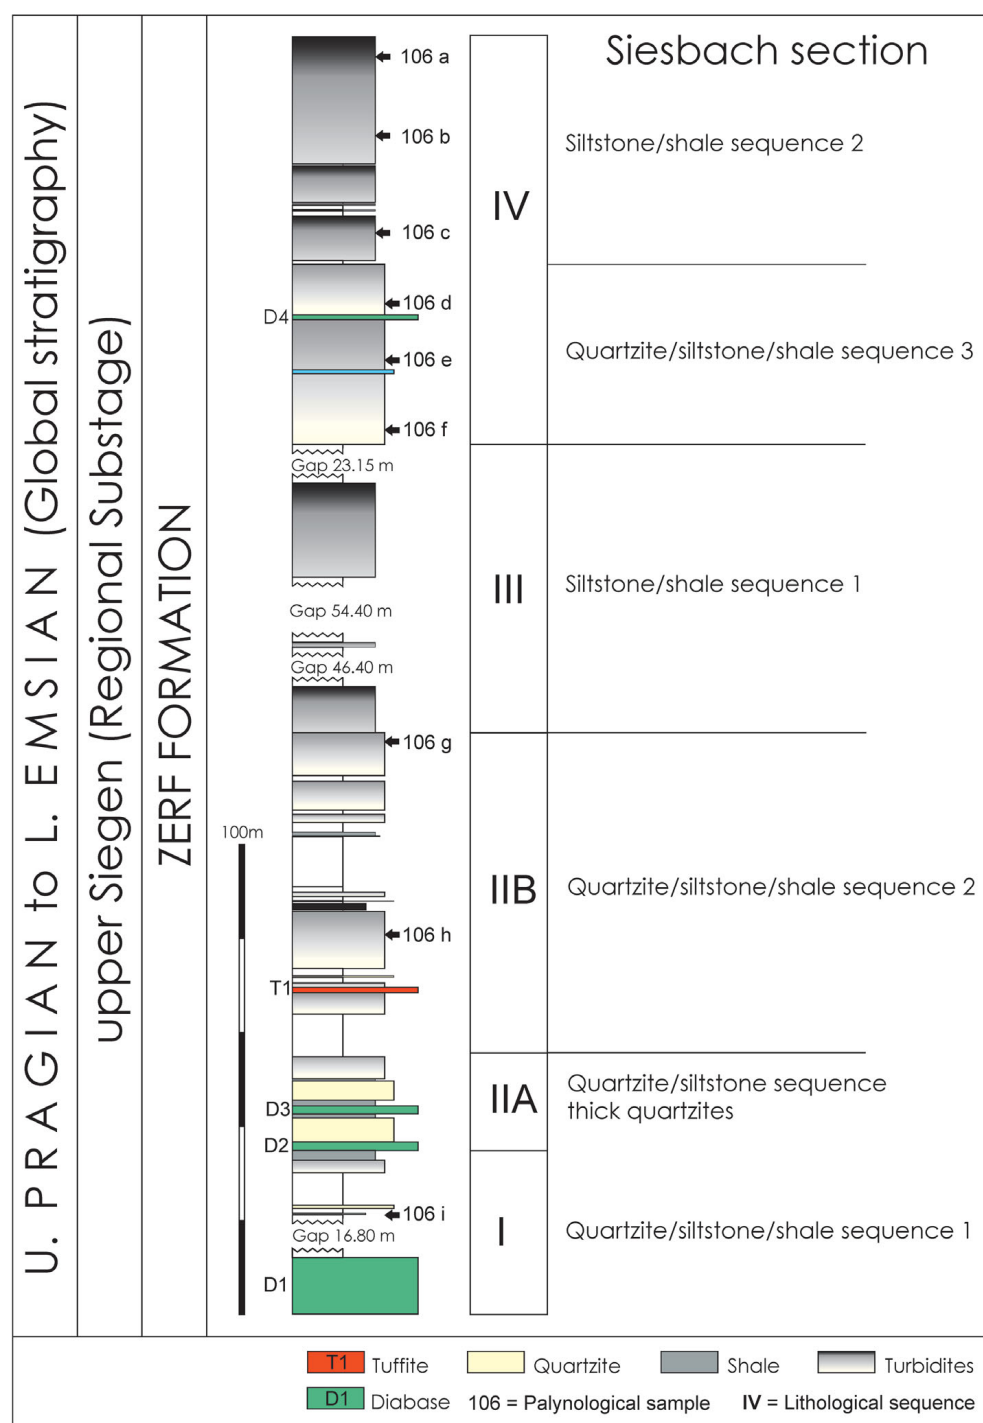 Siesbach section
U. PRAGIAN to L. EMSIAN (Global stratigraphy)
upper Siegen (Regional Substage)
ZERF FORMATION
106 a
106 b
106 c
106 d
D4
106 e
106 f
Gap 23.15 m
Gap 54.40 m
Gap 46.40 m
106 g
100m
106 h
T1
D3
D2
106 i
Gap 16.80 m
D1
IV
Siltstone/shale sequence 2
Quartzite/siltstone/shale sequence 3
III
Siltstone/shale sequence 1
IIB
Quartzite/siltstone/shale sequence 2
IIA
Quartzite/siltstone sequence
thick quartzites
I
Quartzite/siltstone/shale sequence 1
T1 Tuffite
Quartzite
Shale
Turbidites
D1 Diabase
106 = Palynological sample
IV = Lithological sequence